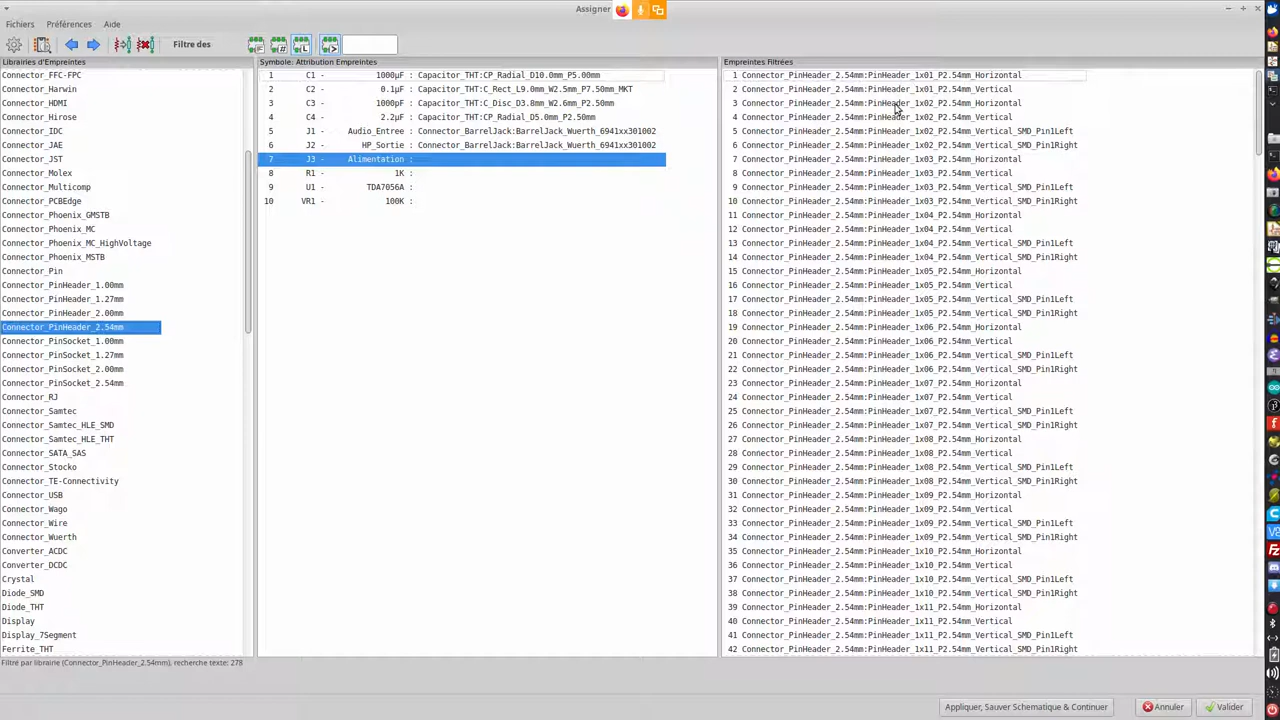 Assigner
Fichiers Préférences Aide
Filtre des
Librairies d'Empreintes
Connector_FFC-FPC
Connector_Harwin
Connector_HDMI
Connector_Hirose
Connector_IDC
Connector_JAE
Connector_JST
Connector_Molex
Connector_Multicomp
Connector_PCBEdge
Connector_Phoenix_GMSTB
Connector_Phoenix_MC
Connector_Phoenix_MC_HighVoltage
Connector_Phoenix_MSTB
Connector_Pin
Connector_PinHeader_1.00mm
Connector_PinHeader_1.27mm
Connector_PinHeader_2.00mm
Connector_PinHeader_2.54mm
Connector_PinSocket_1.00mm
Connector_PinSocket_1.27mm
Connector_PinSocket_2.00mm
Connector_PinSocket_2.54mm
Connector_RJ
Connector_Samtec
Connector_Samtec_HLE_SMD
Connector_Samtec_HLE_THT
Connector_SATA_SAS
Connector_Stocko
Connector_TE-Connectivity
Connector_USB
Connector_Wago
Connector_Wire
Connector_Wuerth
Converter_ACDC
Converter_DCDC
Crystal
Diode_SMD
Diode_THT
Display
Display_7Segment
Ferrite_THT
Symbole: Attribution Empreintes
1 C1 - 1000µF : Capacitor_THT:CP_Radial_D10.0mm_P5.00mm
2 C2 - 0.1µF : Capacitor_THT:C_Rect_L9.0mm_W2.5mm_P7.50mm_MKT
3 C3 - 1000pF : Capacitor_THT:C_Disc_D3.8mm_W2.6mm_P2.50mm
4 C4 - 2.2µF : Capacitor_THT:CP_Radial_D5.0mm_P2.50mm
5 J1 - Audio_Entree : Connector_BarrelJack:BarrelJack_Wuerth_6941xx301002
6 J2 - HP_Sortie : Connector_BarrelJack:BarrelJack_Wuerth_6941xx301002
7 J3 - Alimentation :
8 R1 - 1K :
9 U1 - TDA7056A :
10 VR1 - 100K :
Empreintes Filtrées
1 Connector_PinHeader_2.54mm:PinHeader_1x01_P2.54mm_Horizontal
2 Connector_PinHeader_2.54mm:PinHeader_1x01_P2.54mm_Vertical
3 Connector_PinHeader_2.54mm:PinHeader_1x02_P2.54mm_Horizontal
4 Connector_PinHeader_2.54mm:PinHeader_1x02_P2.54mm_Vertical
5 Connector_PinHeader_2.54mm:PinHeader_1x02_P2.54mm_Vertical_SMD_Pin1Left
6 Connector_PinHeader_2.54mm:PinHeader_1x02_P2.54mm_Vertical_SMD_Pin1Right
7 Connector_PinHeader_2.54mm:PinHeader_1x03_P2.54mm_Horizontal
8 Connector_PinHeader_2.54mm:PinHeader_1x03_P2.54mm_Vertical
9 Connector_PinHeader_2.54mm:PinHeader_1x03_P2.54mm_Vertical_SMD_Pin1Left
10 Connector_PinHeader_2.54mm:PinHeader_1x03_P2.54mm_Vertical_SMD_Pin1Right
11 Connector_PinHeader_2.54mm:PinHeader_1x04_P2.54mm_Horizontal
12 Connector_PinHeader_2.54mm:PinHeader_1x04_P2.54mm_Vertical
13 Connector_PinHeader_2.54mm:PinHeader_1x04_P2.54mm_Vertical_SMD_Pin1Left
14 Connector_PinHeader_2.54mm:PinHeader_1x04_P2.54mm_Vertical_SMD_Pin1Right
15 Connector_PinHeader_2.54mm:PinHeader_1x05_P2.54mm_Horizontal
16 Connector_PinHeader_2.54mm:PinHeader_1x05_P2.54mm_Vertical
17 Connector_PinHeader_2.54mm:PinHeader_1x05_P2.54mm_Vertical_SMD_Pin1Left
18 Connector_PinHeader_2.54mm:PinHeader_1x05_P2.54mm_Vertical_SMD_Pin1Right
19 Connector_PinHeader_2.54mm:PinHeader_1x06_P2.54mm_Horizontal
20 Connector_PinHeader_2.54mm:PinHeader_1x06_P2.54mm_Vertical
21 Connector_PinHeader_2.54mm:PinHeader_1x06_P2.54mm_Vertical_SMD_Pin1Left
22 Connector_PinHeader_2.54mm:PinHeader_1x06_P2.54mm_Vertical_SMD_Pin1Right
23 Connector_PinHeader_2.54mm:PinHeader_1x07_P2.54mm_Horizontal
24 Connector_PinHeader_2.54mm:PinHeader_1x07_P2.54mm_Vertical
25 Connector_PinHeader_2.54mm:PinHeader_1x07_P2.54mm_Vertical_SMD_Pin1Left
26 Connector_PinHeader_2.54mm:PinHeader_1x07_P2.54mm_Vertical_SMD_Pin1Right
27 Connector_PinHeader_2.54mm:PinHeader_1x08_P2.54mm_Horizontal
28 Connector_PinHeader_2.54mm:PinHeader_1x08_P2.54mm_Vertical
29 Connector_PinHeader_2.54mm:PinHeader_1x08_P2.54mm_Vertical_SMD_Pin1Left
30 Connector_PinHeader_2.54mm:PinHeader_1x08_P2.54mm_Vertical_SMD_Pin1Right
31 Connector_PinHeader_2.54mm:PinHeader_1x09_P2.54mm_Horizontal
32 Connector_PinHeader_2.54mm:PinHeader_1x09_P2.54mm_Vertical
33 Connector_PinHeader_2.54mm:PinHeader_1x09_P2.54mm_Vertical_SMD_Pin1Left
34 Connector_PinHeader_2.54mm:PinHeader_1x09_P2.54mm_Vertical_SMD_Pin1Right
35 Connector_PinHeader_2.54mm:PinHeader_1x10_P2.54mm_Horizontal
36 Connector_PinHeader_2.54mm:PinHeader_1x10_P2.54mm_Vertical
37 Connector_PinHeader_2.54mm:PinHeader_1x10_P2.54mm_Vertical_SMD_Pin1Left
38 Connector_PinHeader_2.54mm:PinHeader_1x10_P2.54mm_Vertical_SMD_Pin1Right
39 Connector_PinHeader_2.54mm:PinHeader_1x11_P2.54mm_Horizontal
40 Connector_PinHeader_2.54mm:PinHeader_1x11_P2.54mm_Vertical
41 Connector_PinHeader_2.54mm:PinHeader_1x11_P2.54mm_Vertical_SMD_Pin1Left
42 Connector_PinHeader_2.54mm:PinHeader_1x11_P2.54mm_Vertical_SMD_Pin1Right
Filtré par librairie (Connector_PinHeader_2.54mm), recherche texte: 278
Appliquer, Sauver Schematique & Continuer Annuler Valider